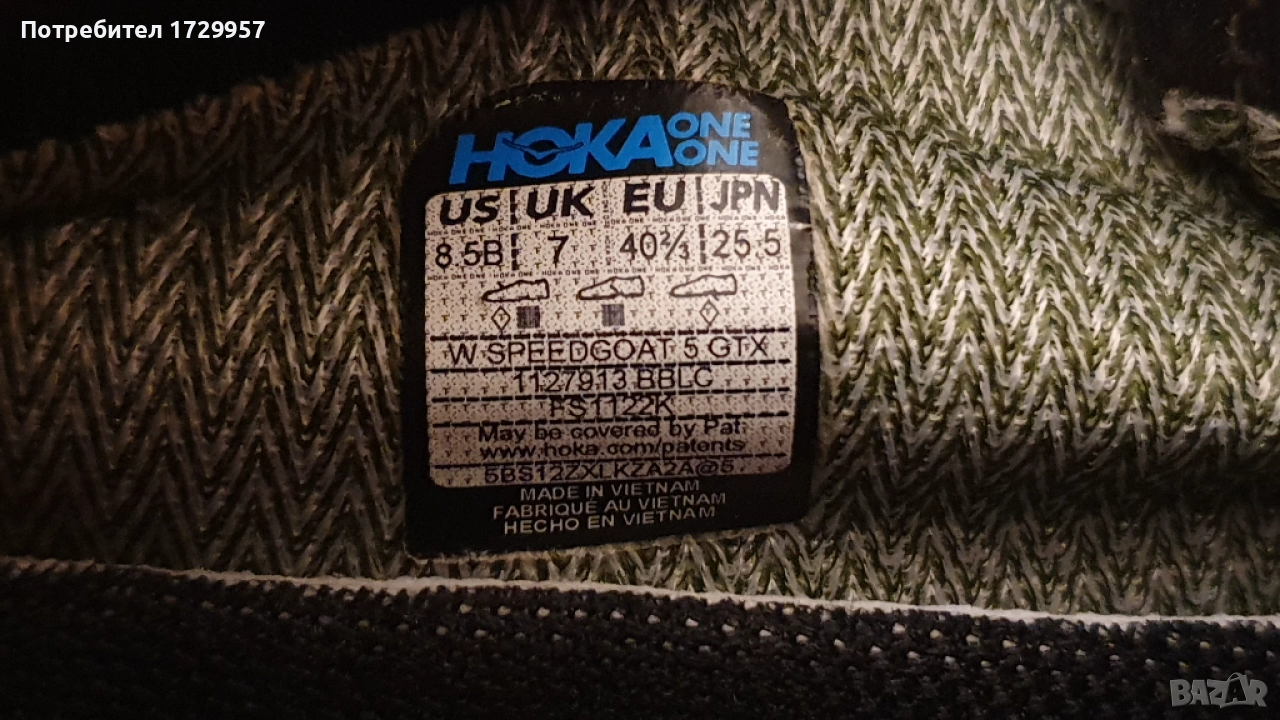 Потребител 1729957
HOKA ONE ONE
US UK EU JPN
8.5B 7 40⅔ 25.5
W SPEEDGOAT 5 GTX
1127913 BBLC
FS1122K
May be covered by Pat.
www.hoka.com/patents
5BS12ZXLKZA2A@5
MADE IN VIETNAM
FABRIQUÉ AU VIETNAM
HECHO EN VIETNAM
BAZAR